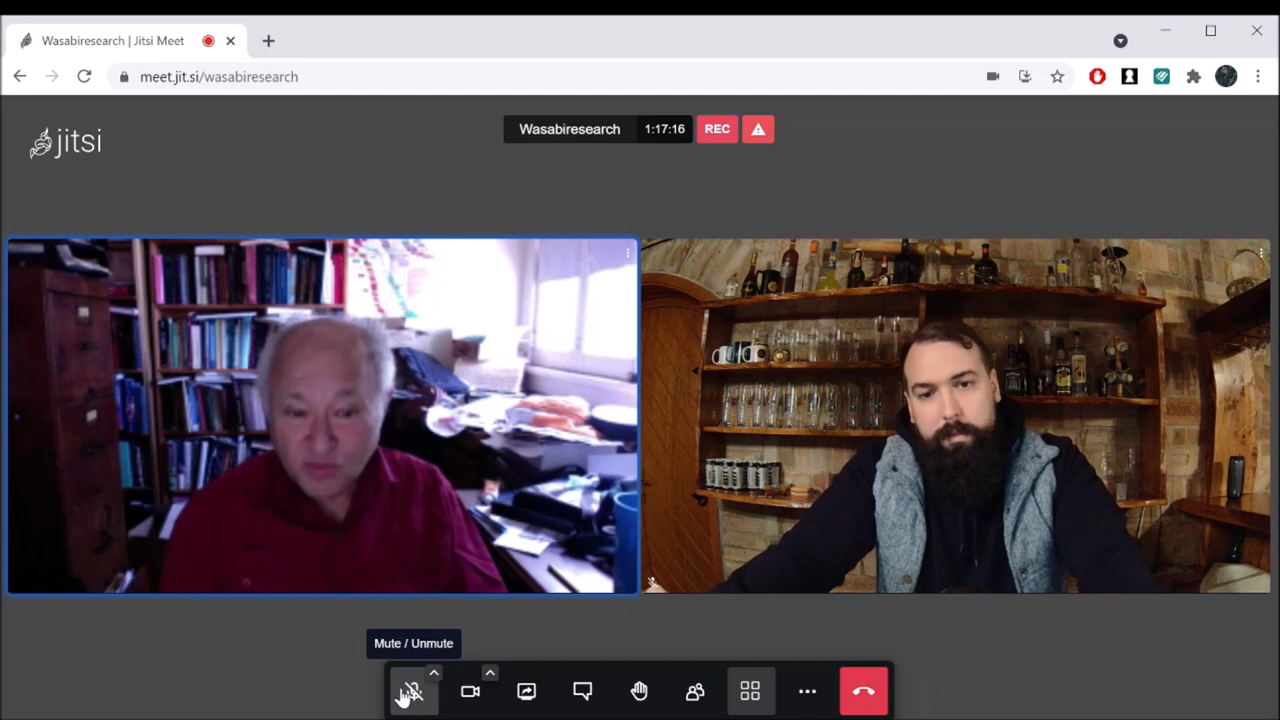 Wasabiresearch | Jitsi Meet
meet.jit.si/wasabiresearch
jitsi
Wasabiresearch 1:17:16 REC
Mute / Unmute